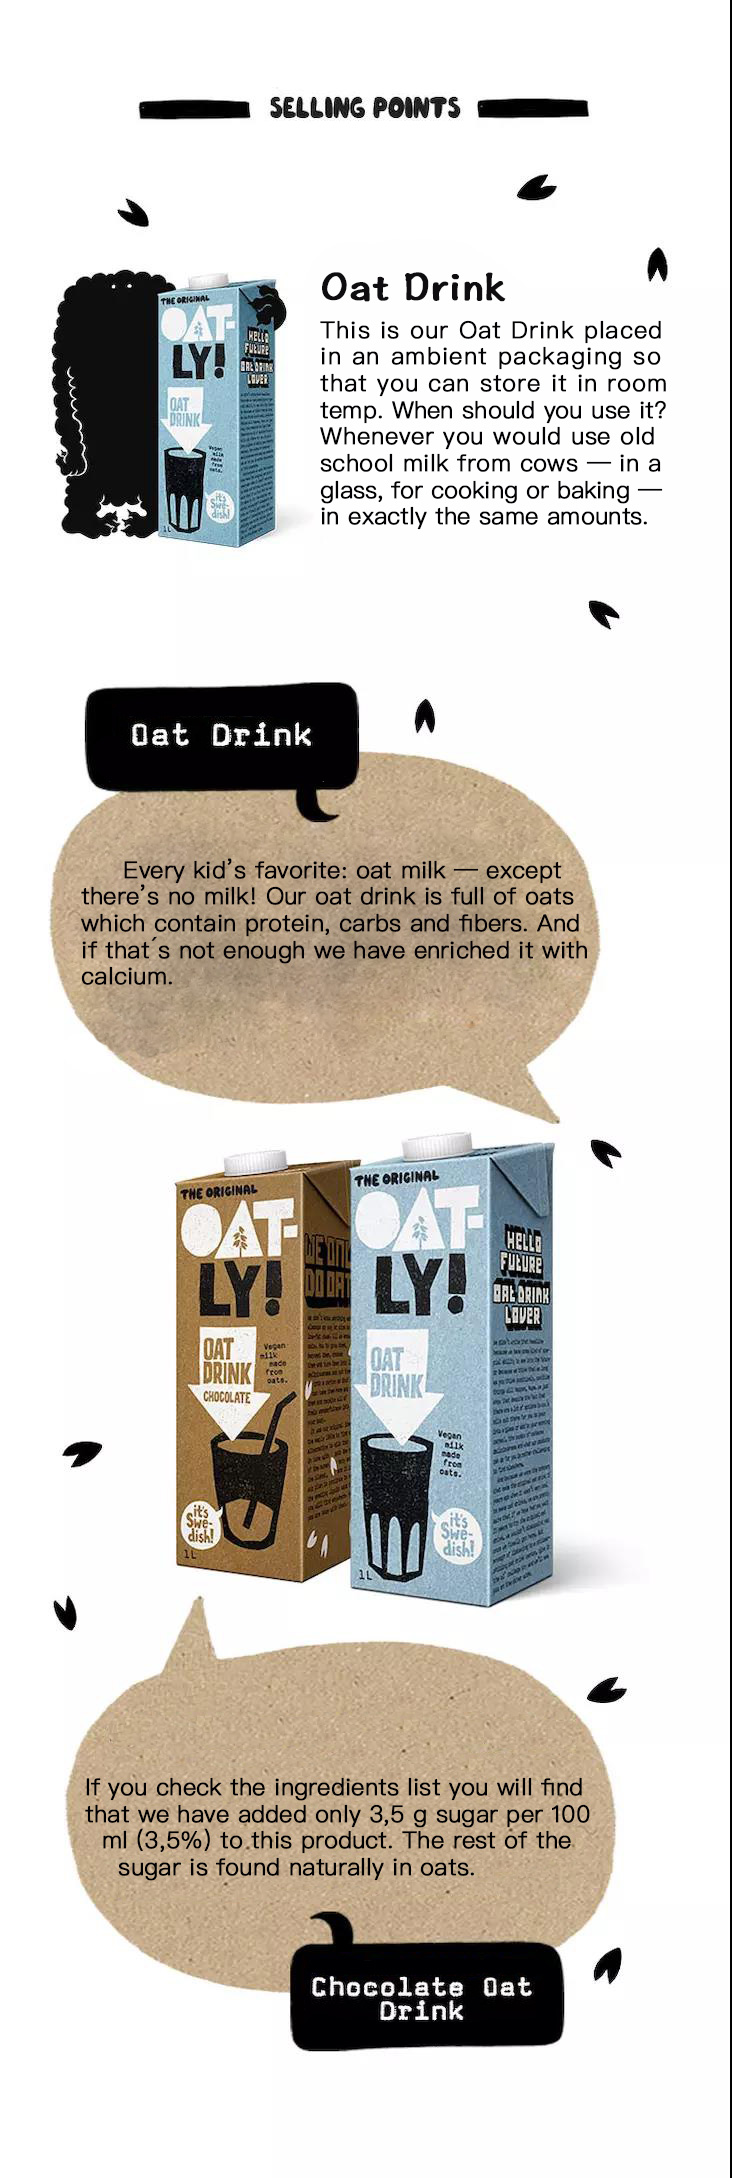 SELLING POINTS
Oat Drink
This is our Oat Drink placed
in an ambient packaging so
that you can store it in room
temp. When should you use it?
Whenever you would use old
school milk from cows — in a
glass, for cooking or baking —
in exactly the same amounts.
THE ORIGINAL
OAT-
LY!
HELLO
FUTURE
OAT DRINK
LOVER
OAT
DRINK
Vegan
milk
made
from
oats.
it's
Swe-
dish!
1L
Oat Drink
Every kid's favorite: oat milk — except
there's no milk! Our oat drink is full of oats
which contain protein, carbs and fibers. And
if that´s not enough we have enriched it with
calcium.
THE ORIGINAL
OAT-
LY!
OAT
DRINK
CHOCOLATE
Vegan
milk
made
from
oats.
it's
Swe-
dish!
1L
THE ORIGINAL
OAT-
LY!
HELLO
FUTURE
OAT DRINK
LOVER
OAT
DRINK
Vegan
milk
made
from
oats.
it's
Swe-
dish!
1L
If you check the ingredients list you will find
that we have added only 3,5 g sugar per 100
ml (3,5%) to this product. The rest of the
sugar is found naturally in oats.
Chocolate Oat
Drink